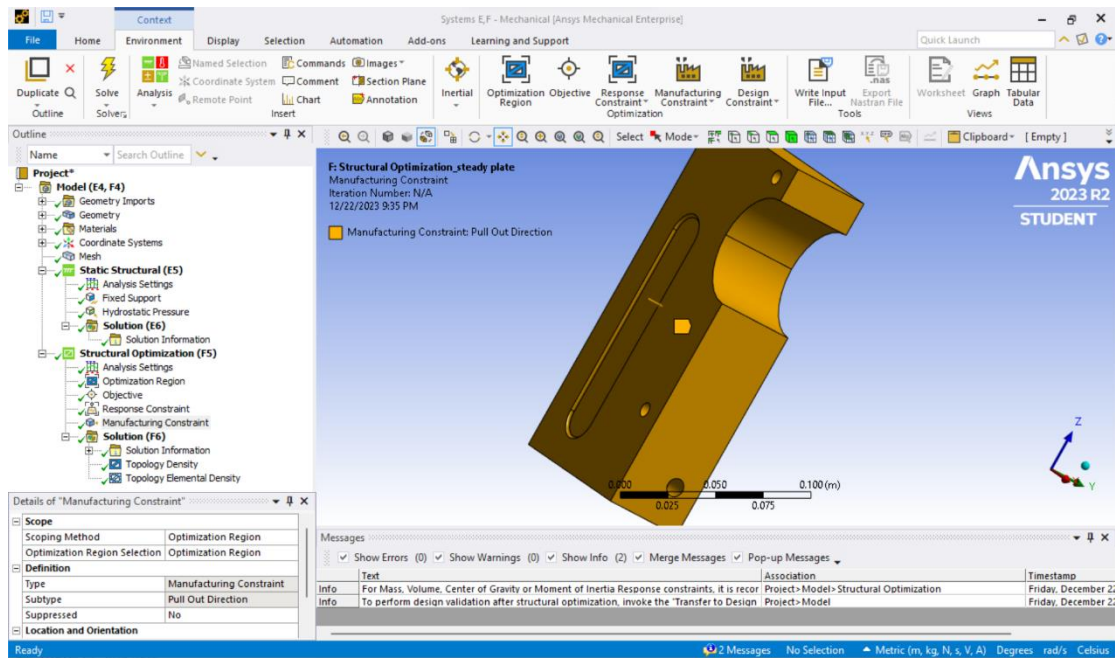 Context
Systems E,F - Mechanical [Ansys Mechanical Enterprise]
File Home Environment Display Selection Automation Add-ons Learning and Support
Quick Launch
Duplicate
Outline
Solve
Solvers
Analysis
Named Selection
Coordinate System
Remote Point
Commands
Comment
Chart
Images
Section Plane
Annotation
Insert
Inertial
Optimization Region
Objective
Response Constraint
Manufacturing Constraint
Design Constraint
Optimization
Write Input File...
Export Nastran File
.nas
Tools
Worksheet
Graph
Tabular Data
Views
Outline
Name
Search Outline
Select Mode
Clipboard [Empty]
Project*
Model (E4, F4)
Geometry Imports
Geometry
Materials
Coordinate Systems
Mesh
Static Structural (E5)
Analysis Settings
Fixed Support
Hydrostatic Pressure
Solution (E6)
Solution Information
Structural Optimization (F5)
Analysis Settings
Optimization Region
Objective
Response Constraint
Manufacturing Constraint
Solution (F6)
Solution Information
Topology Density
Topology Elemental Density
F: Structural Optimization_steady plate
Manufacturing Constraint
Iteration Number: N/A
12/22/2023 9:35 PM
Manufacturing Constraint: Pull Out Direction
Ansys
2023 R2
STUDENT
Z
Y
0.000 0.050 0.100 (m)
0.025 0.075
Details of "Manufacturing Constraint"
Scope
Scoping Method Optimization Region
Optimization Region Selection Optimization Region
Definition
Type Manufacturing Constraint
Subtype Pull Out Direction
Suppressed No
Location and Orientation
Messages
Show Errors (0) Show Warnings (0) Show Info (2) Merge Messages Pop-up Messages
Text Association Timestamp
Info For Mass, Volume, Center of Gravity or Moment of Inertia Response constraints, it is recor Project>Model>Structural Optimization Friday, December 22
Info To perform design validation after structural optimization, invoke the 'Transfer to Design Project>Model Friday, December 22
Ready
2 Messages No Selection Metric (m, kg, N, s, V, A) Degrees rad/s Celsius